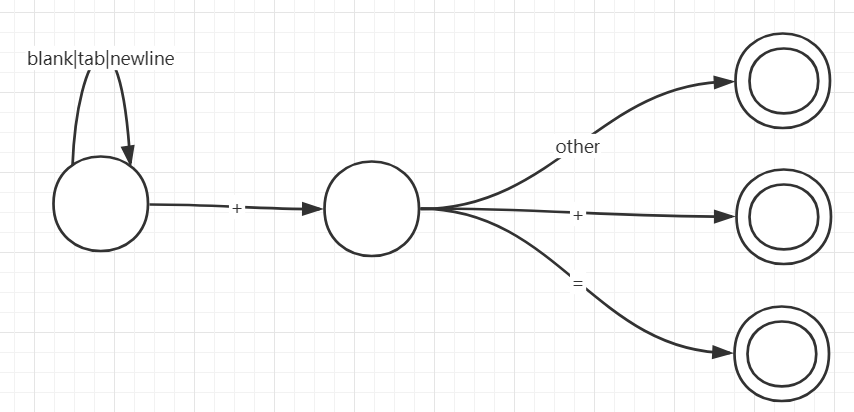 blank|tab|newline
other
+
+
=